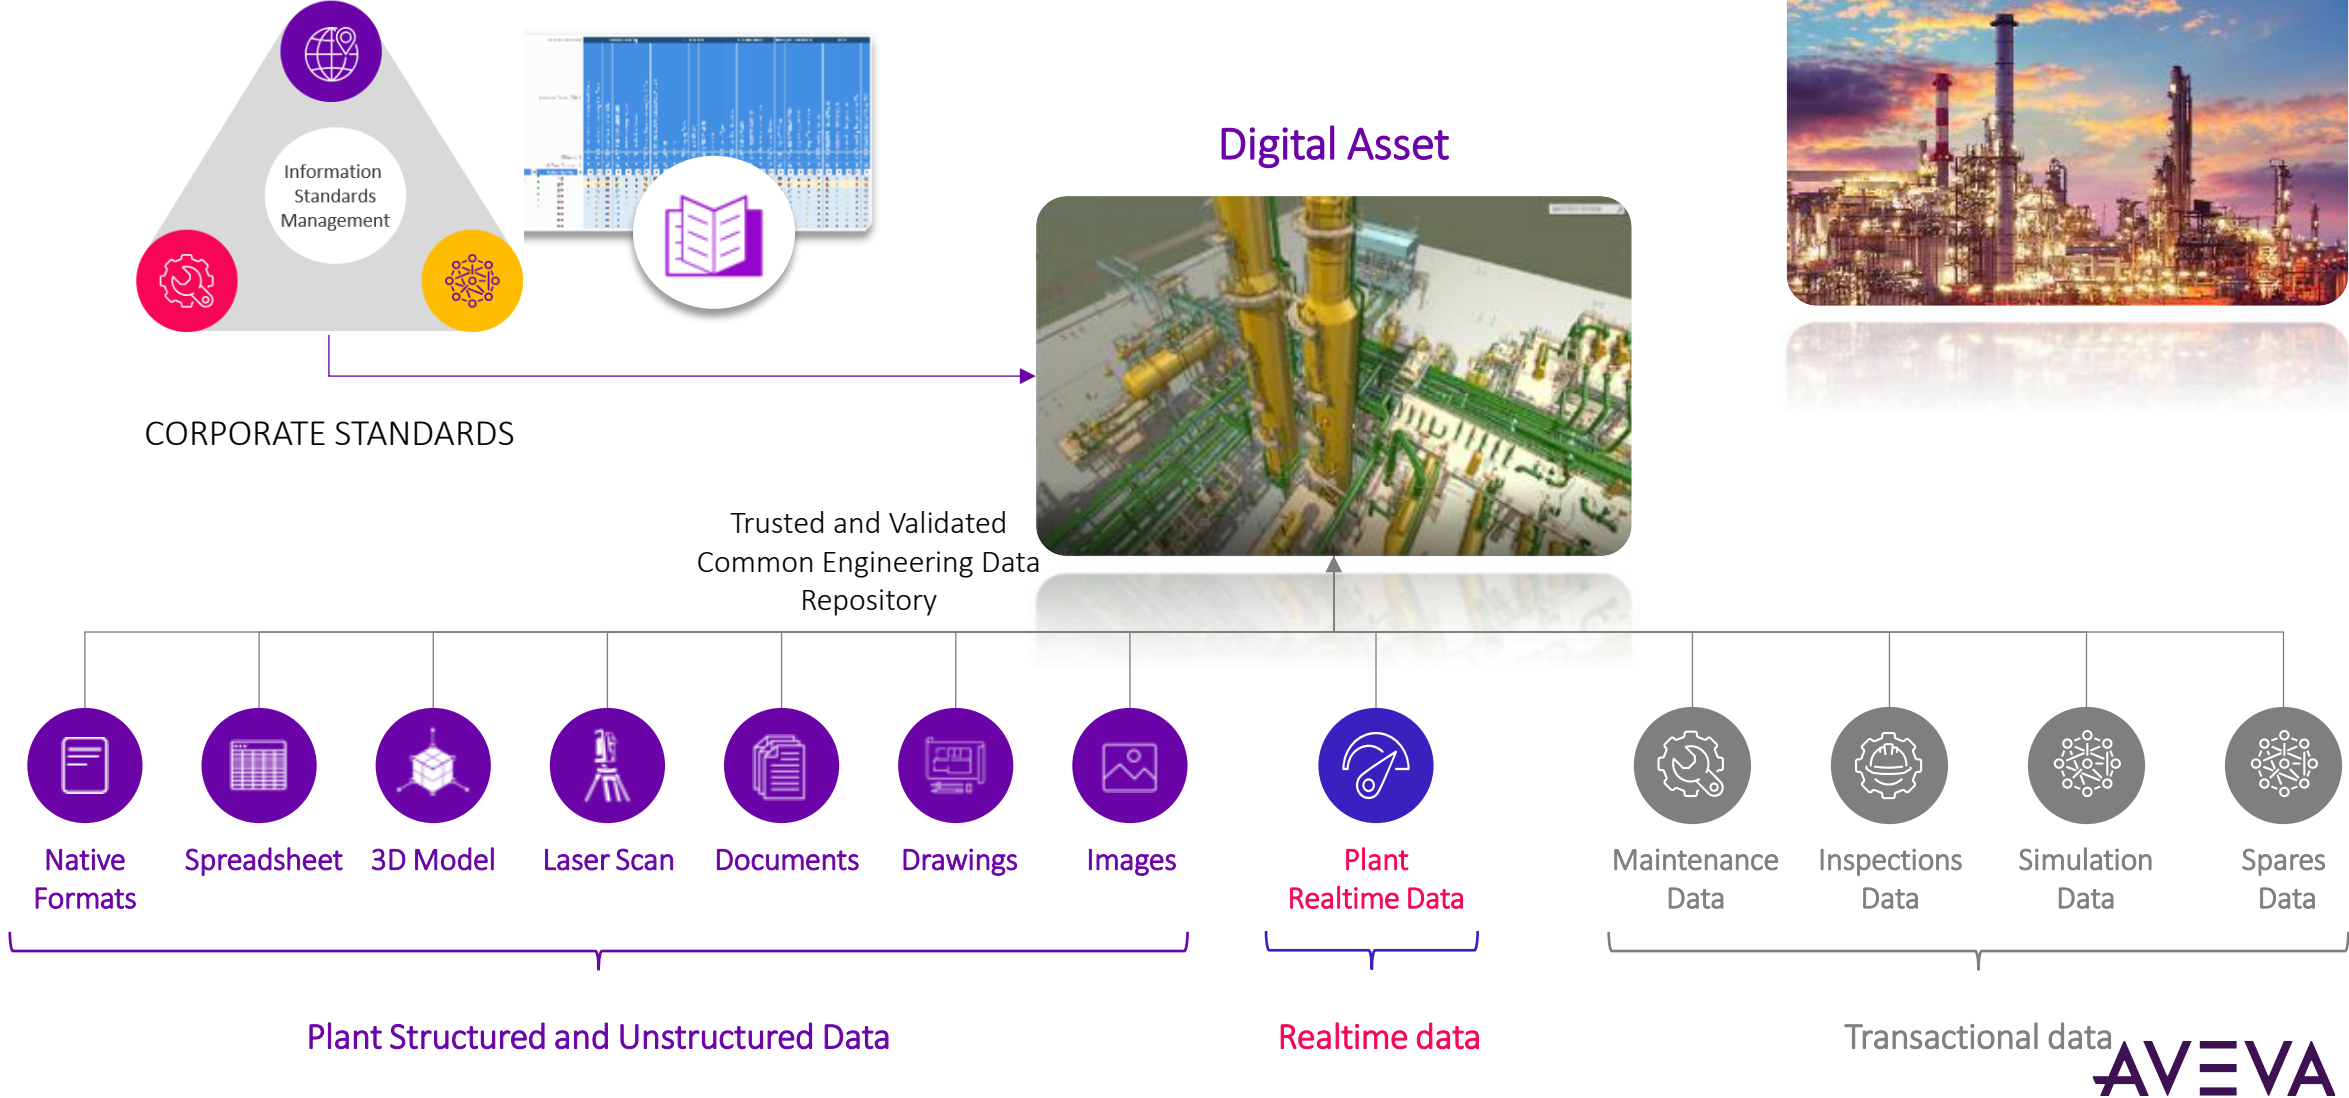 Information
Standards
Management
Digital Asset
CORPORATE STANDARDS
Trusted and Validated
Common Engineering Data
Repository
Native
Formats
Spreadsheet
3D Model
Laser Scan
Documents
Drawings
Images
Plant
Realtime Data
Maintenance
Data
Inspections
Data
Simulation
Data
Spares
Data
Plant Structured and Unstructured Data
Realtime data
Transactional data
AVEVA